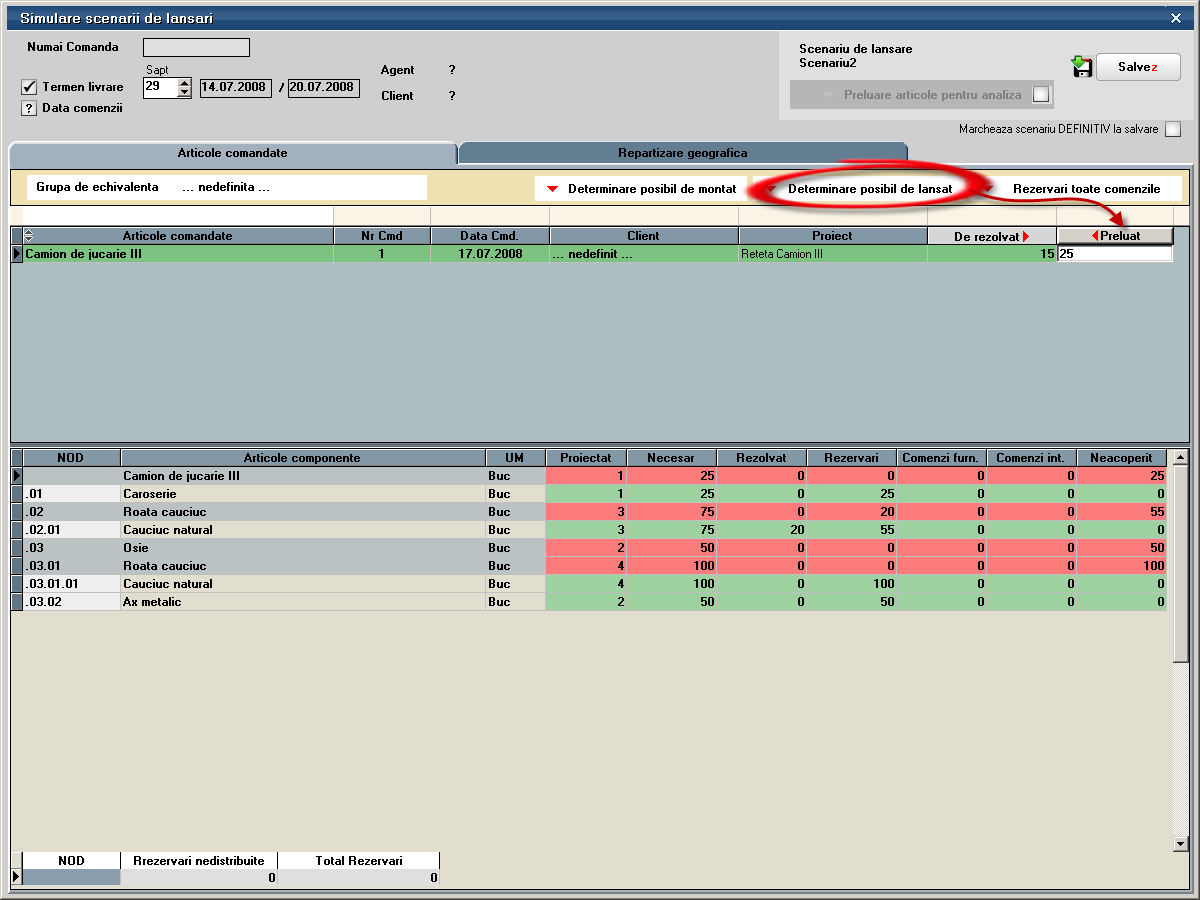 Simulare scenarii de lansari
Numai Comanda
Sapt
Termen livrare 29 14.07.2008 / 20.07.2008
? Data comenzii
Agent ?
Client ?
Scenariu de lansare
Scenariu2
Salvez
Preluare articole pentru analiza
Marcheaza scenariu DEFINITIV la salvare
Articole comandate Repartizare geografica
Grupa de echivalenta ... nedefinita ... Determinare posibil de montat Determinare posibil de lansat Rezervari toate comenzile
Articole comandate Nr Cmd Data Cmd. Client Proiect De rezolvat Preluat
Camion de jucarie III 1 17.07.2008 ... nedefinit ... Reteta Camion III 15 25
NOD Articole componente UM Proiectat Necesar Rezolvat Rezervari Comenzi furn. Comenzi int. Neacoperit
Camion de jucarie III Buc 1 25 0 0 0 0 25
.01 Caroserie Buc 1 25 0 25 0 0 0
.02 Roata cauciuc Buc 3 75 0 20 0 0 55
.02.01 Cauciuc natural Buc 3 75 20 55 0 0 0
.03 Osie Buc 2 50 0 0 0 0 50
.03.01 Roata cauciuc Buc 4 100 0 0 0 0 100
.03.01.01 Cauciuc natural Buc 4 100 0 100 0 0 0
.03.02 Ax metalic Buc 2 50 0 50 0 0 0
NOD Rrezervari nedistribuite Total Rezervari
0 0